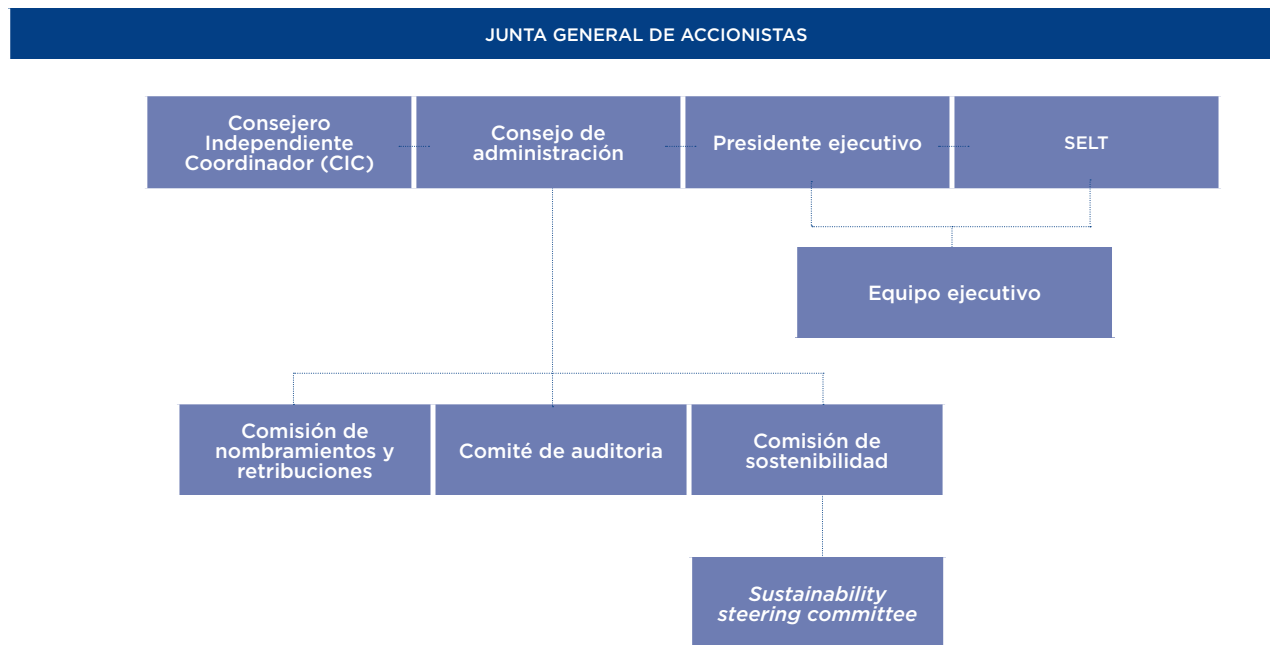 JUNTA GENERAL DE ACCIONISTAS
Consejero
Independiente
Coordinador (CIC)
Consejo de
administración
Presidente ejecutivo
SELT
Equipo ejecutivo
Comisión de
nombramientos y
retribuciones
Comité de auditoria
Comisión de
sostenibilidad
Sustainability
steering committee